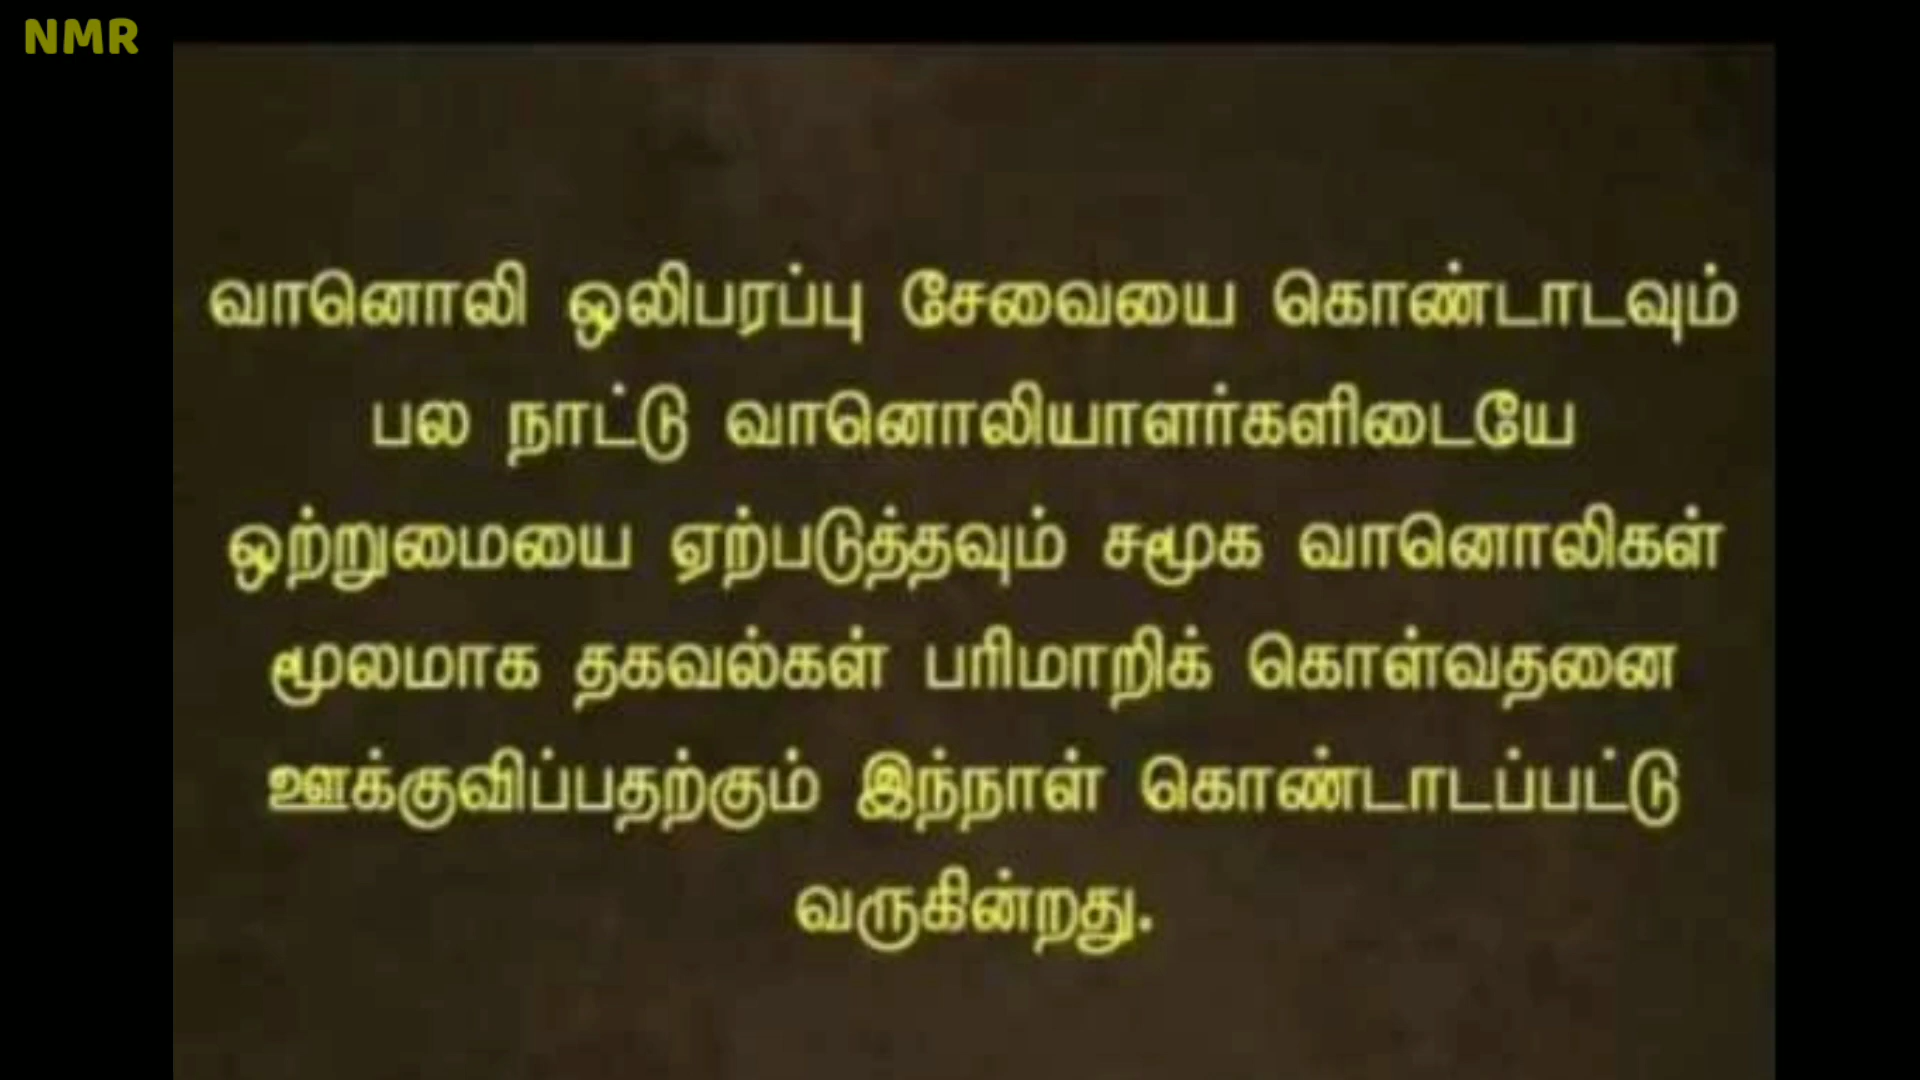 NMR
வானொலி ஒலிபரப்பு சேவையை கொண்டாடவும்
பல நாட்டு வானொலியாளர்களிடையே
ஒற்றுமையை ஏற்படுத்தவும் சமூக வானொலிகள்
மூலமாக தகவல்கள் பரிமாறிக் கொள்வதனை
ஊக்குவிப்பதற்கும் இந்நாள் கொண்டாடப்பட்டு
வருகின்றது.